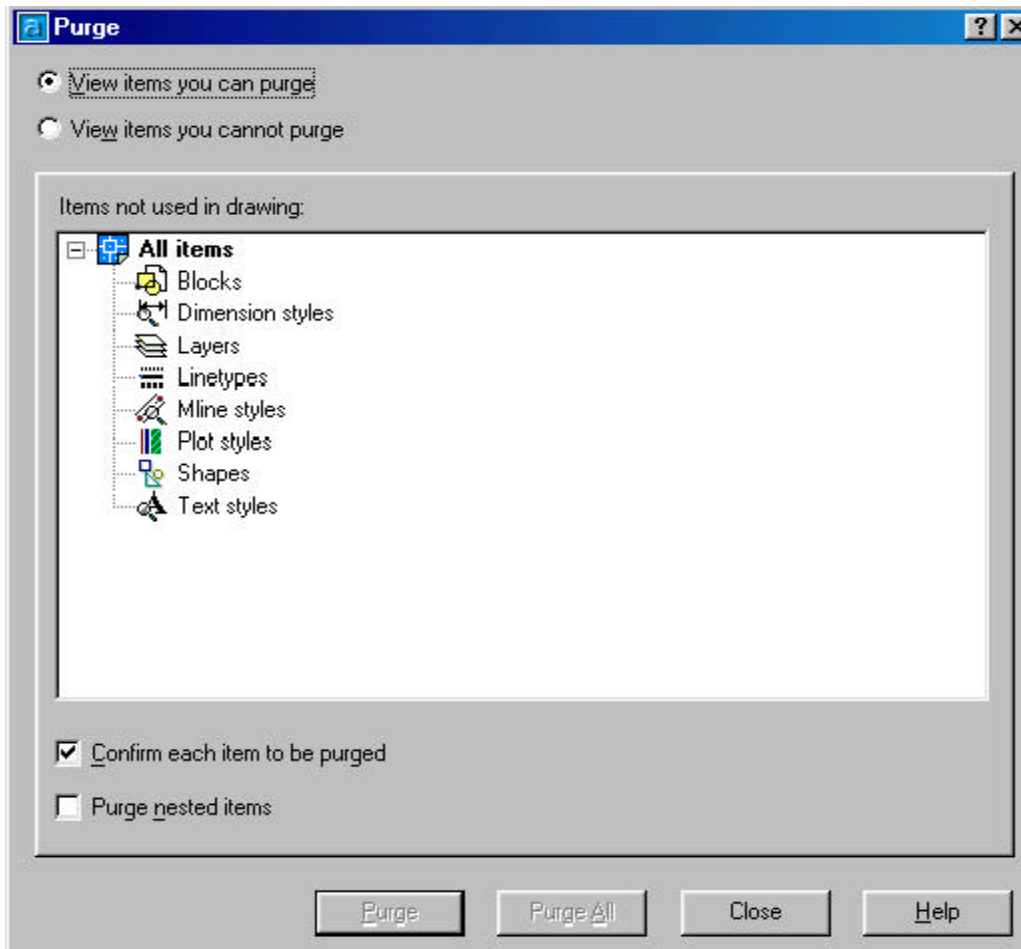 Purge
View items you can purge
View items you cannot purge
Items not used in drawing:
All items
Blocks
Dimension styles
Layers
Linetypes
Mline styles
Plot styles
Shapes
Text styles
Confirm each item to be purged
Purge nested items
Purge Purge All Close Help